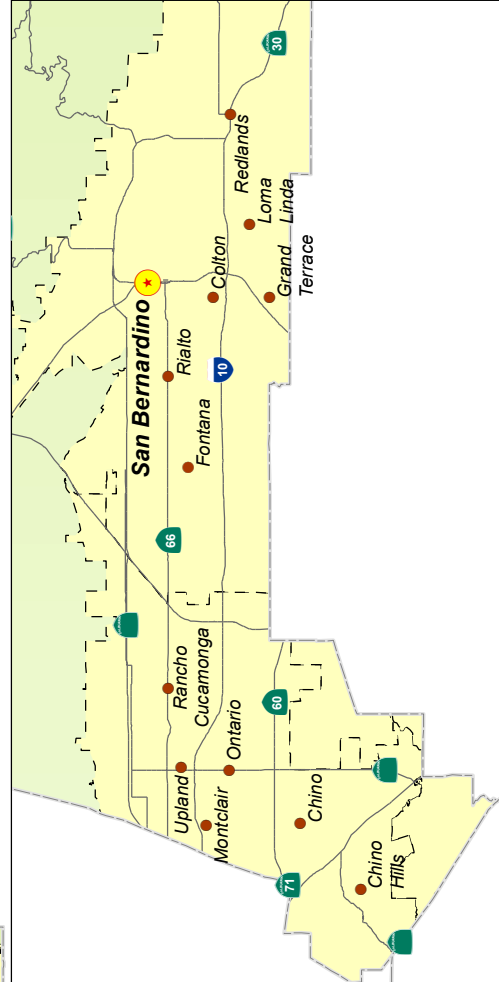 San Bernardino
66
Rancho
Cucamonga
Upland
Montclair
Ontario
Fontana
Rialto
10
Colton
Redlands
30
Loma
Linda
Grand
Terrace
60
Chino
71
Chino
Hills